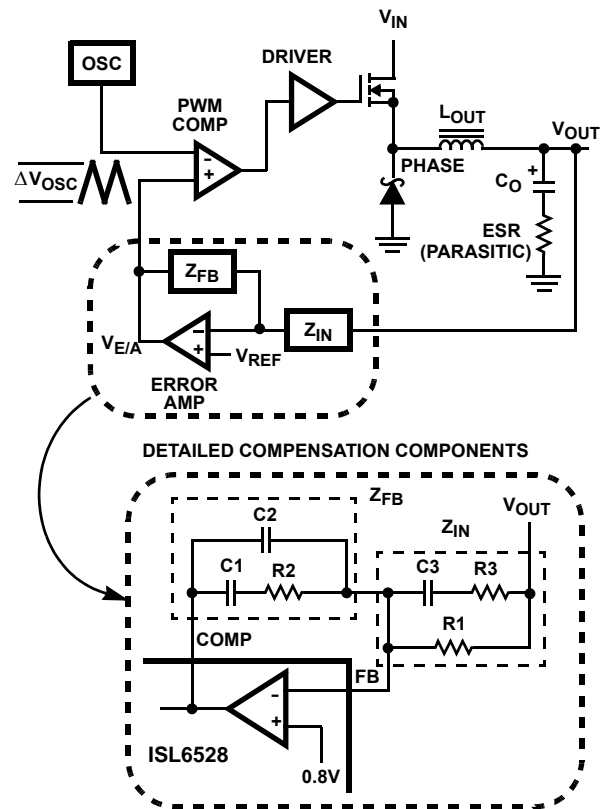 V_IN
OSC
DRIVER
PWM
COMP
L_OUT
V_OUT
ΔV_OSC
-
+
PHASE
C_O
+
ESR
(PARASITIC)
Z_FB
V_E/A
-
+
V_REF
Z_IN
ERROR
AMP
DETAILED COMPENSATION COMPONENTS
Z_FB
V_OUT
C2
Z_IN
C1
R2
C3
R3
R1
COMP
FB
-
+
ISL6528
0.8V